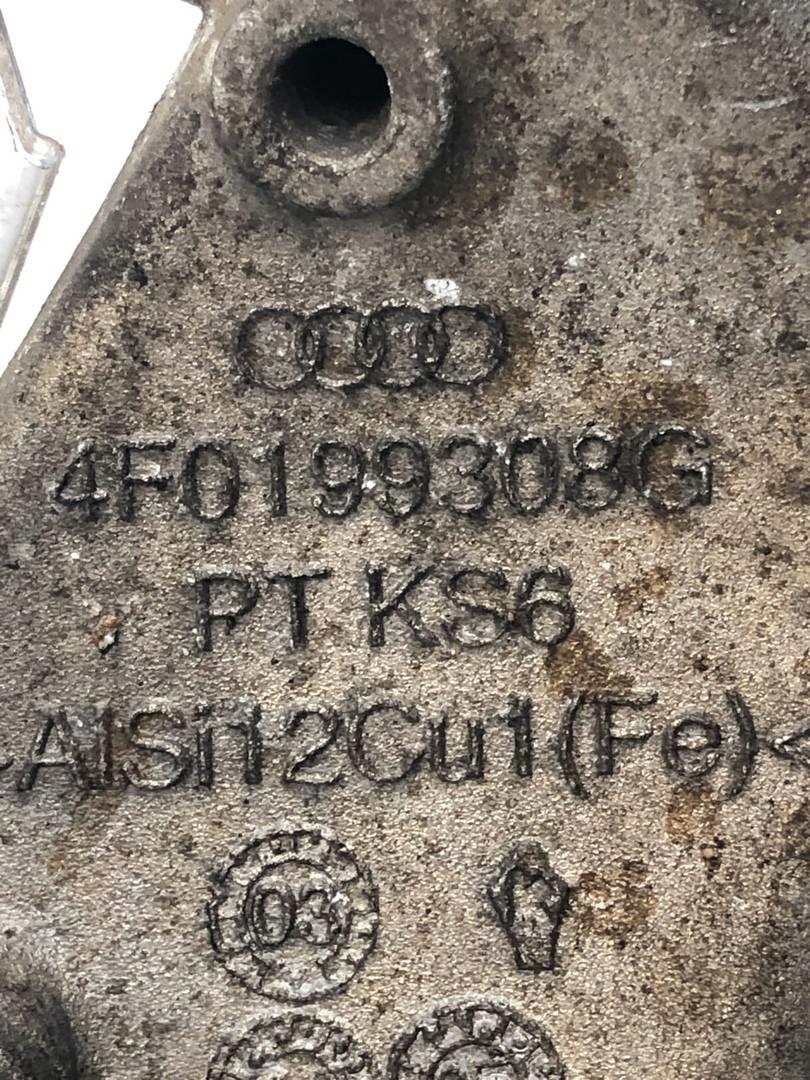 4F0199308G
PT KS6
>AlSi12Cu1(Fe)<
03